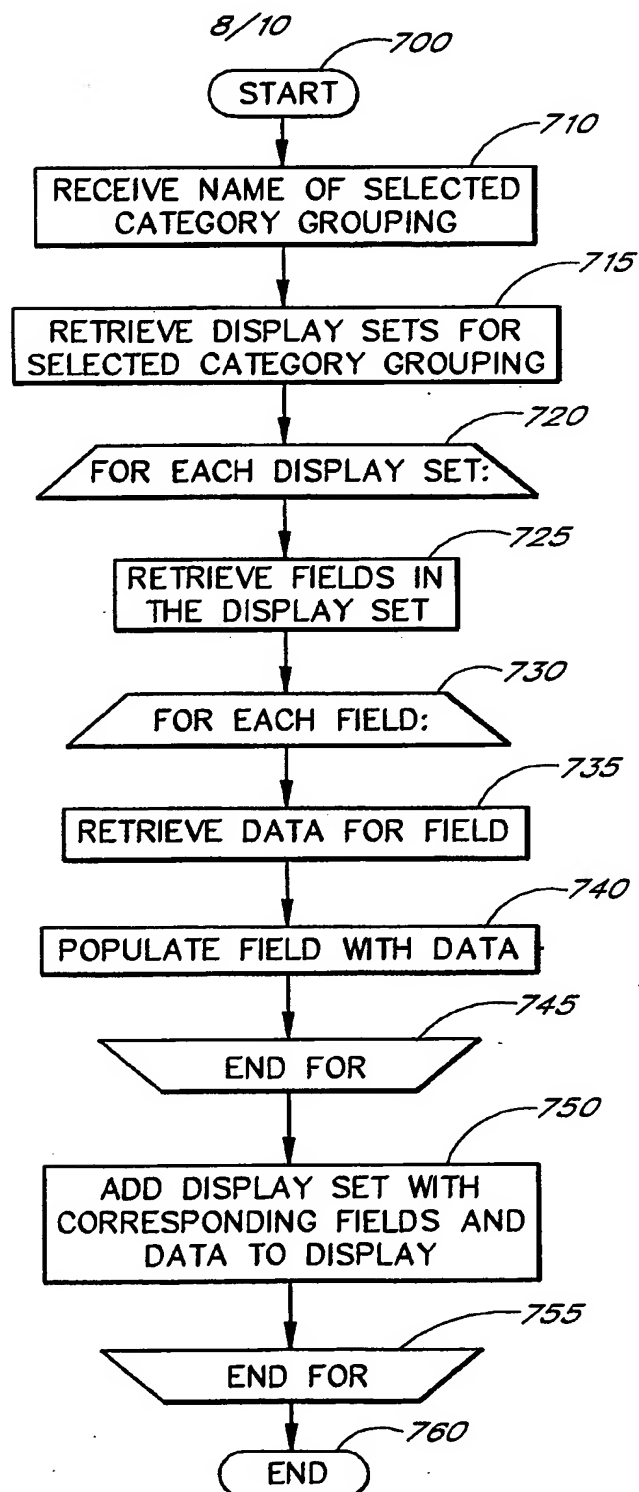 8/10
700
START
710
RECEIVE NAME OF SELECTED
CATEGORY GROUPING
715
RETRIEVE DISPLAY SETS FOR
SELECTED CATEGORY GROUPING
720
FOR EACH DISPLAY SET:
725
RETRIEVE FIELDS IN
THE DISPLAY SET
730
FOR EACH FIELD:
735
RETRIEVE DATA FOR FIELD
740
POPULATE FIELD WITH DATA
745
END FOR
750
ADD DISPLAY SET WITH
CORRESPONDING FIELDS AND
DATA TO DISPLAY
755
END FOR
760
END